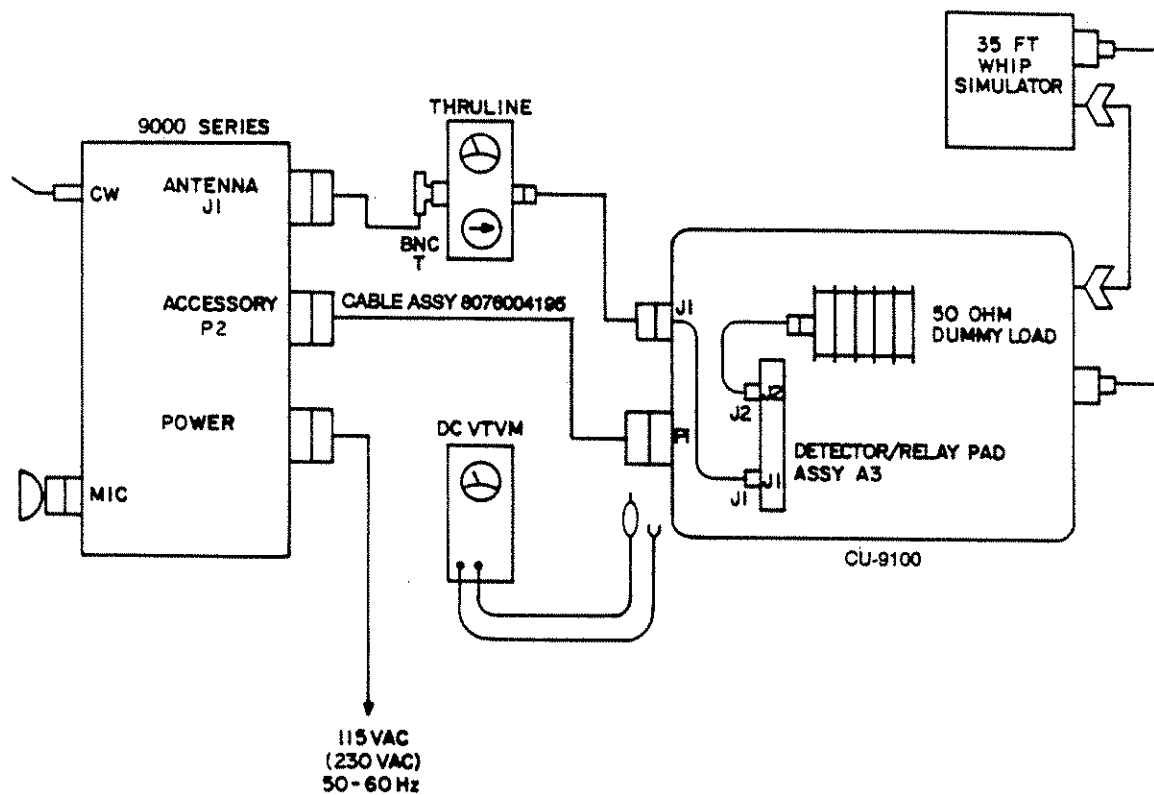 35 FT
WHIP
SIMULATOR
THRULINE
9000 SERIES
CW
ANTENNA
J1
BNC
T
ACCESSORY
P2
CABLE ASSY 8076004195
J1
50 OHM
DUMMY LOAD
J2
J2
POWER
DC VTVM
P1
DETECTOR/RELAY PAD
ASSY A3
J1
J1
MIC
CU-9100
115 VAC
(230 VAC)
50-60 Hz